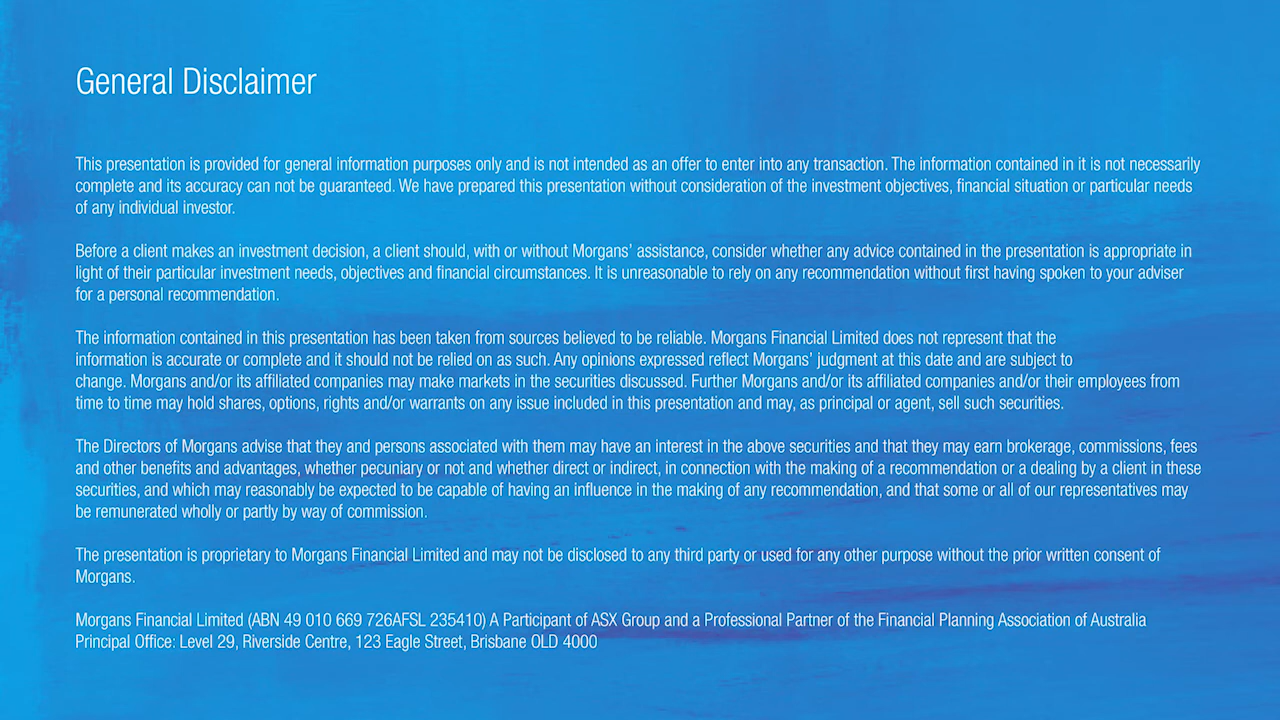 General Disclaimer
This presentation is provided for general information purposes only and is not intended as an offer to enter into any transaction. The information contained in it is not necessarily
complete and its accuracy can not be guaranteed. We have prepared this presentation without consideration of the investment objectives, financial situation or particular needs
of any individual investor.
Before a client makes an investment decision, a client should, with or without Morgans' assistance, consider whether any advice contained in the presentation is appropriate in
light of their particular investment needs, objectives and financial circumstances. It is unreasonable to rely on any recommendation without first having spoken to your adviser
for a personal recommendation.
The information contained in this presentation has been taken from sources believed to be reliable. Morgans Financial Limited does not represent that the
information is accurate or complete and it should not be relied on as such. Any opinions expressed reflect Morgans' judgment at this date and are subject to
change. Morgans and/or its affiliated companies may make markets in the securities discussed. Further Morgans and/or its affiliated companies and/or their employees from
time to time may hold shares, options, rights and/or warrants on any issue included in this presentation and may, as principal or agent, sell such securities.
The Directors of Morgans advise that they and persons associated with them may have an interest in the above securities and that they may earn brokerage, commissions, fees
and other benefits and advantages, whether pecuniary or not and whether direct or indirect, in connection with the making of a recommendation or a dealing by a client in these
securities, and which may reasonably be expected to be capable of having an influence in the making of any recommendation, and that some or all of our representatives may
be remunerated wholly or partly by way of commission.
The presentation is proprietary to Morgans Financial Limited and may not be disclosed to any third party or used for any other purpose without the prior written consent of
Morgans.
Morgans Financial Limited (ABN 49 010 669 726AFSL 235410) A Participant of ASX Group and a Professional Partner of the Financial Planning Association of Australia
Principal Office: Level 29, Riverside Centre, 123 Eagle Street, Brisbane OLD 4000